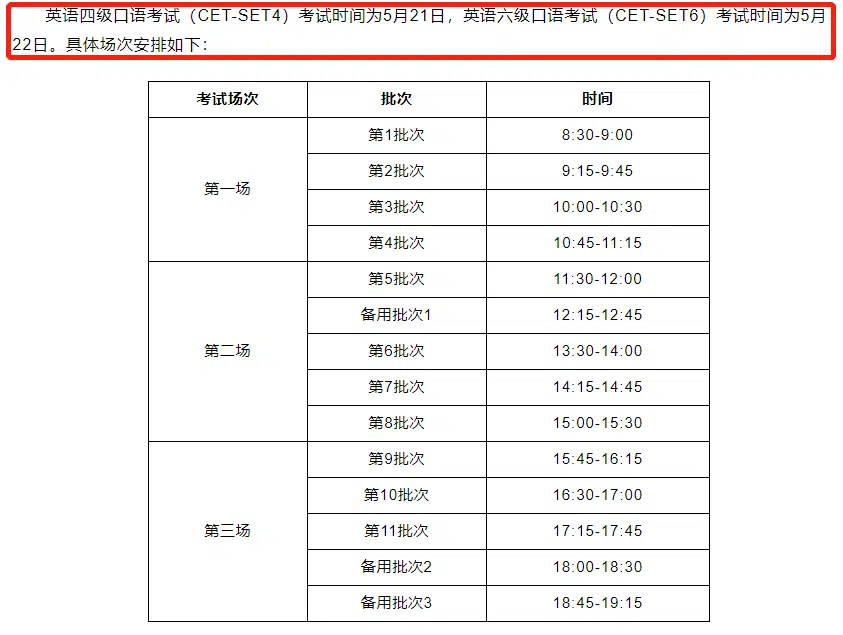 英语四级口语考试（CET-SET4）考试时间为5月21日，英语六级口语考试（CET-SET6）考试时间为5月
22日。具体场次安排如下：
考试场次 批次 时间
第一场
第1批次 8:30-9:00
第2批次 9:15-9:45
第3批次 10:00-10:30
第4批次 10:45-11:15
第二场
第5批次 11:30-12:00
备用批次1 12:15-12:45
第6批次 13:30-14:00
第7批次 14:15-14:45
第8批次 15:00-15:30
第三场
第9批次 15:45-16:15
第10批次 16:30-17:00
第11批次 17:15-17:45
备用批次2 18:00-18:30
备用批次3 18:45-19:15